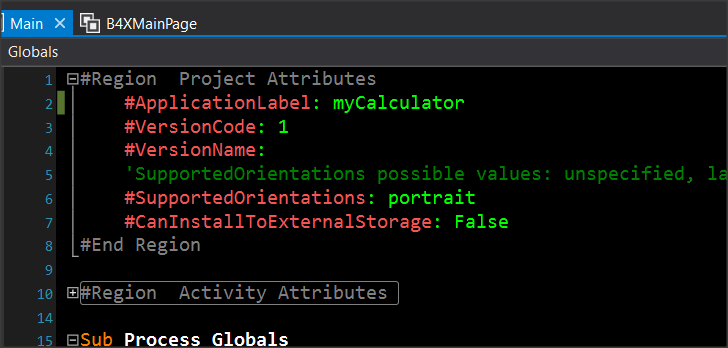 Main × B4XMainPage
Globals
1 #Region  Project Attributes
2 #ApplicationLabel: myCalculator
3 #VersionCode: 1
4 #VersionName:
5 'SupportedOrientations possible values: unspecified, la
6 #SupportedOrientations: portrait
7 #CanInstallToExternalStorage: False
8 #End Region
9
10 #Region  Activity Attributes
14
15 Sub Process_Globals